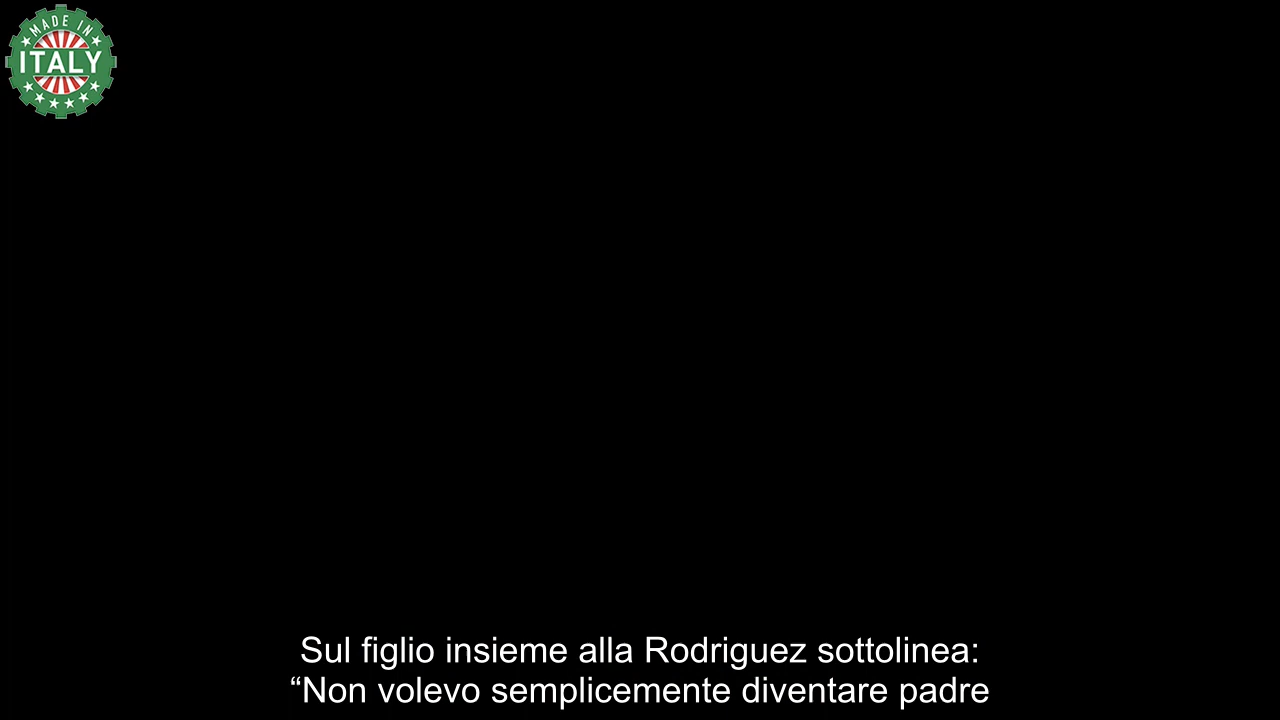 MADE IN
ITALY
Sul figlio insieme alla Rodriguez sottolinea:
“Non volevo semplicemente diventare padre